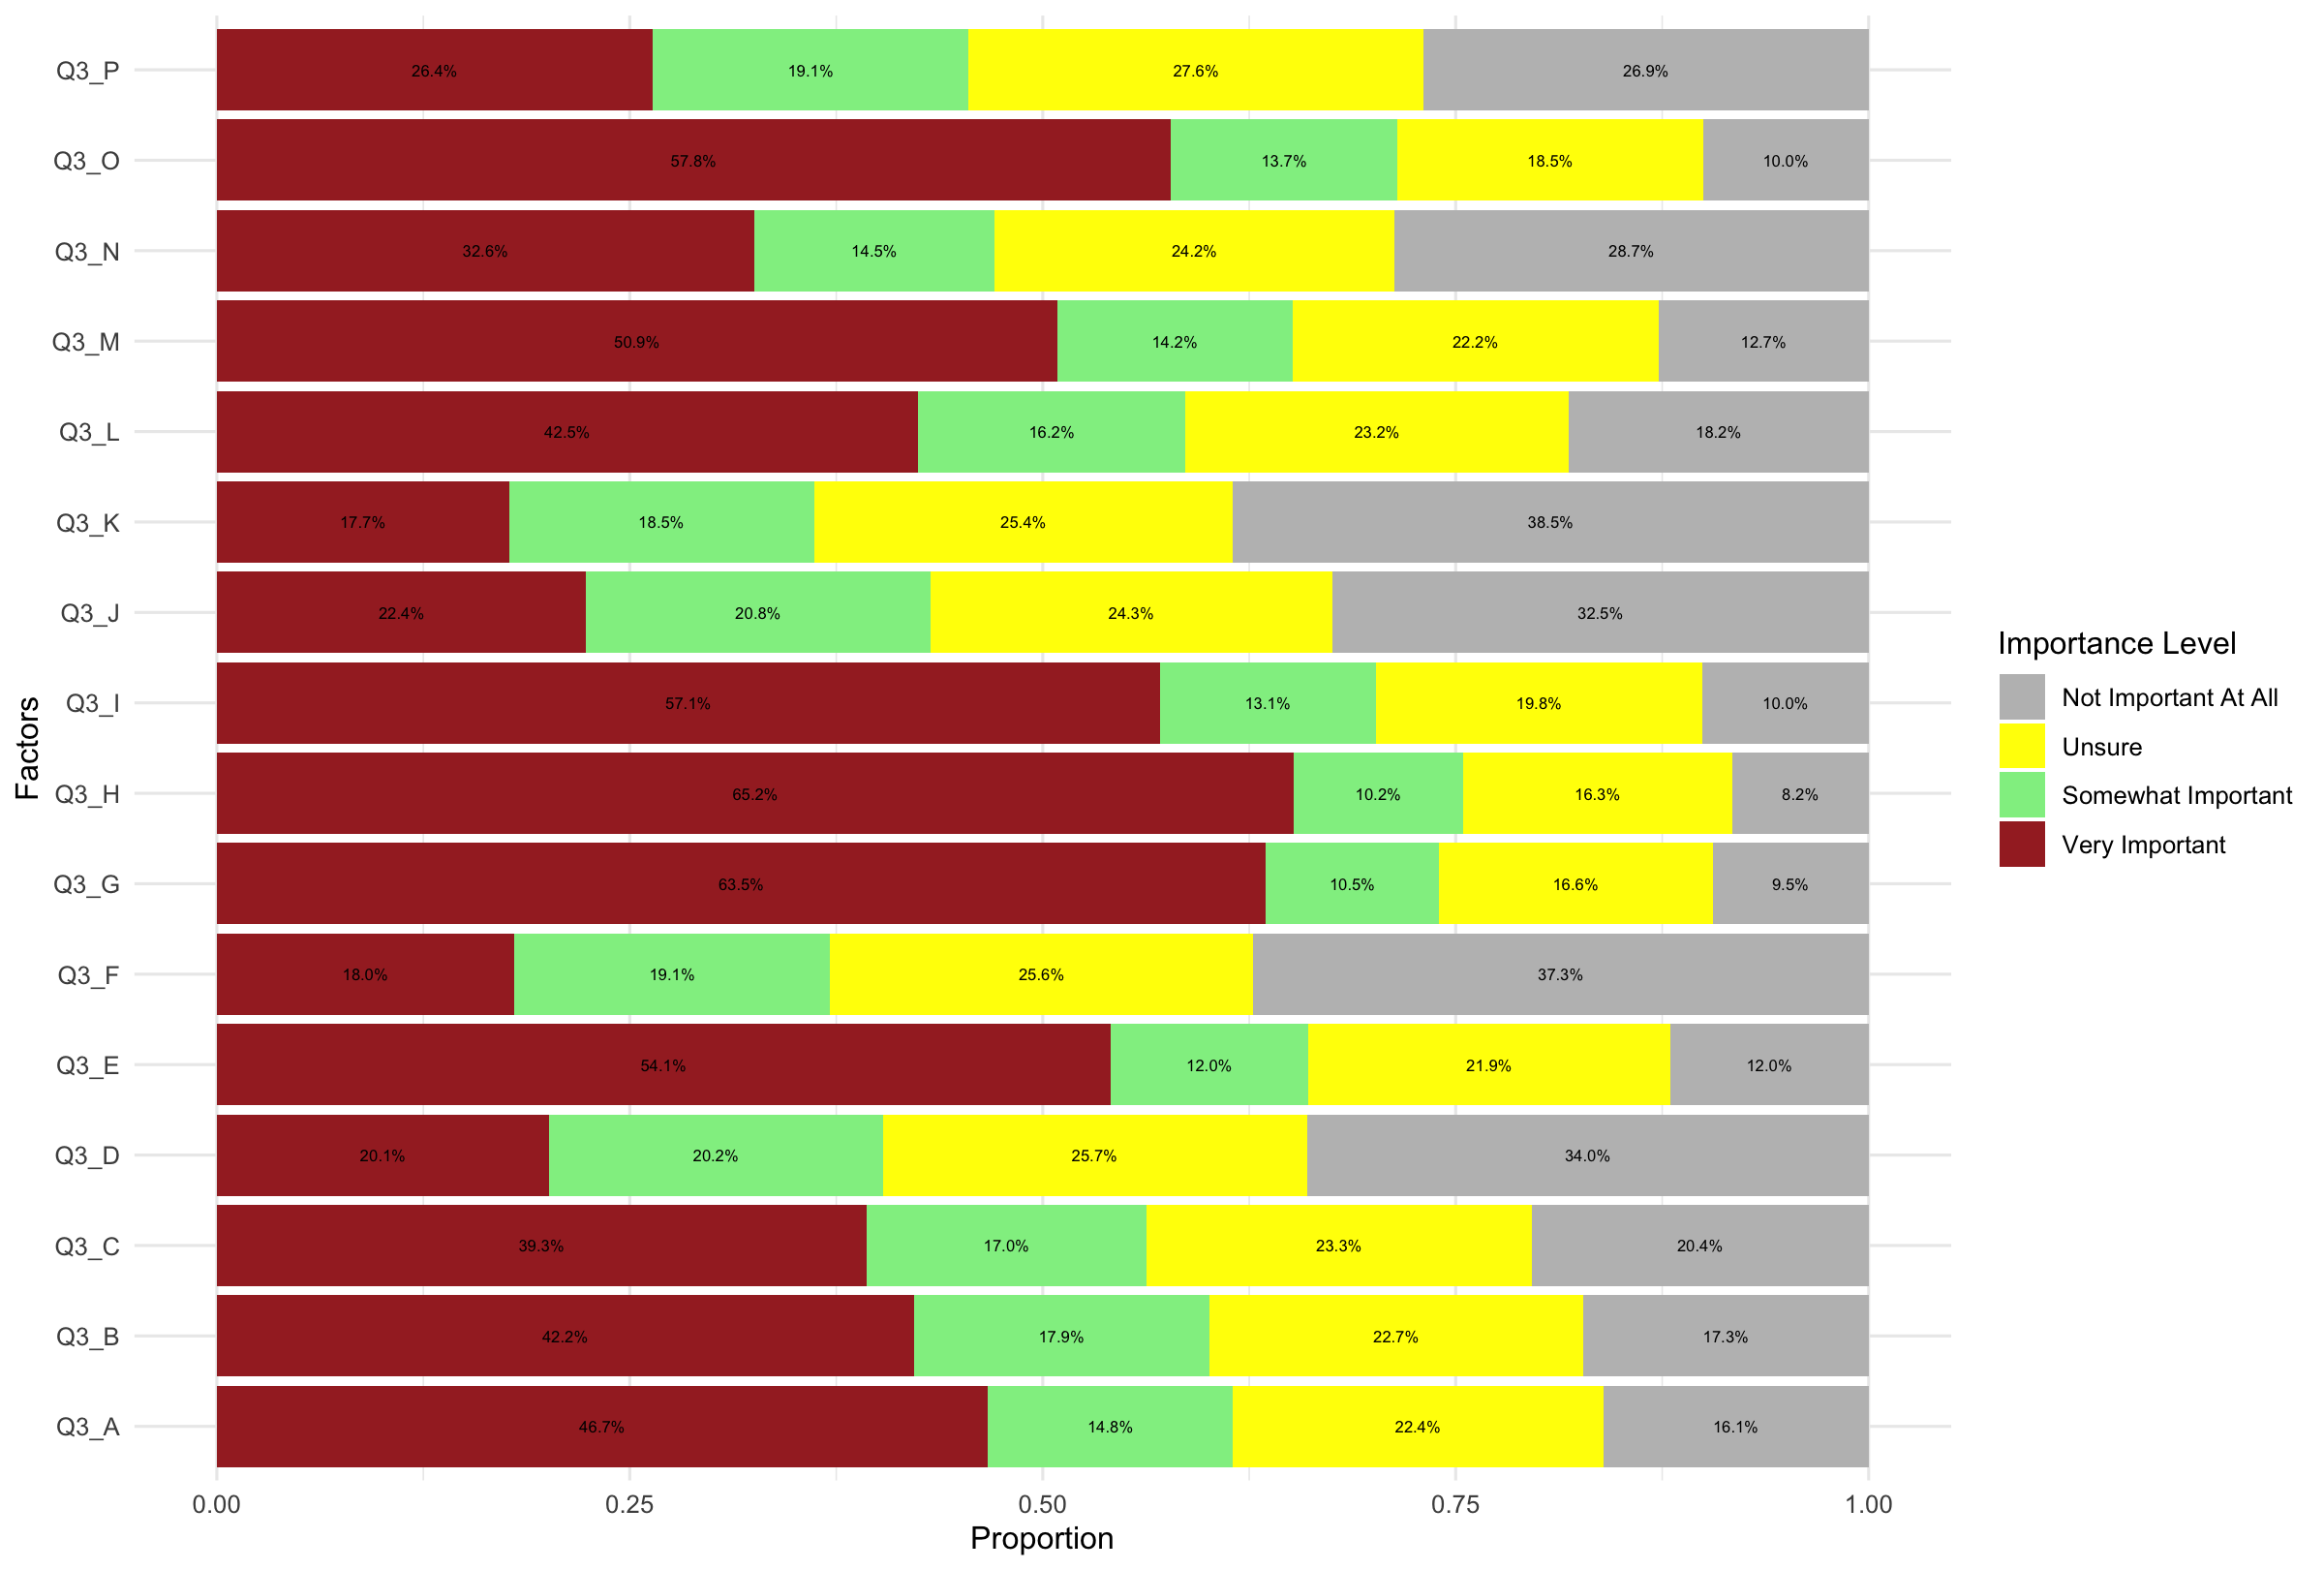 Q3_P 26.4% 19.1% 27.6% 26.9%
Q3_O 57.8% 13.7% 18.5% 10.0%
Q3_N 32.6% 14.5% 24.2% 28.7%
Q3_M 50.9% 14.2% 22.2% 12.7%
Q3_L 42.5% 16.2% 23.2% 18.2%
Q3_K 17.7% 18.5% 25.4% 38.5%
Q3_J 22.4% 20.8% 24.3% 32.5%
Q3_I 57.1% 13.1% 19.8% 10.0%
Q3_H 65.2% 10.2% 16.3% 8.2%
Q3_G 63.5% 10.5% 16.6% 9.5%
Q3_F 18.0% 19.1% 25.6% 37.3%
Q3_E 54.1% 12.0% 21.9% 12.0%
Q3_D 20.1% 20.2% 25.7% 34.0%
Q3_C 39.3% 17.0% 23.3% 20.4%
Q3_B 42.2% 17.9% 22.7% 17.3%
Q3_A 46.7% 14.8% 22.4% 16.1%
0.00 0.25 0.50 0.75 1.00
Proportion
Factors
Importance Level
Not Important At All
Unsure
Somewhat Important
Very Important